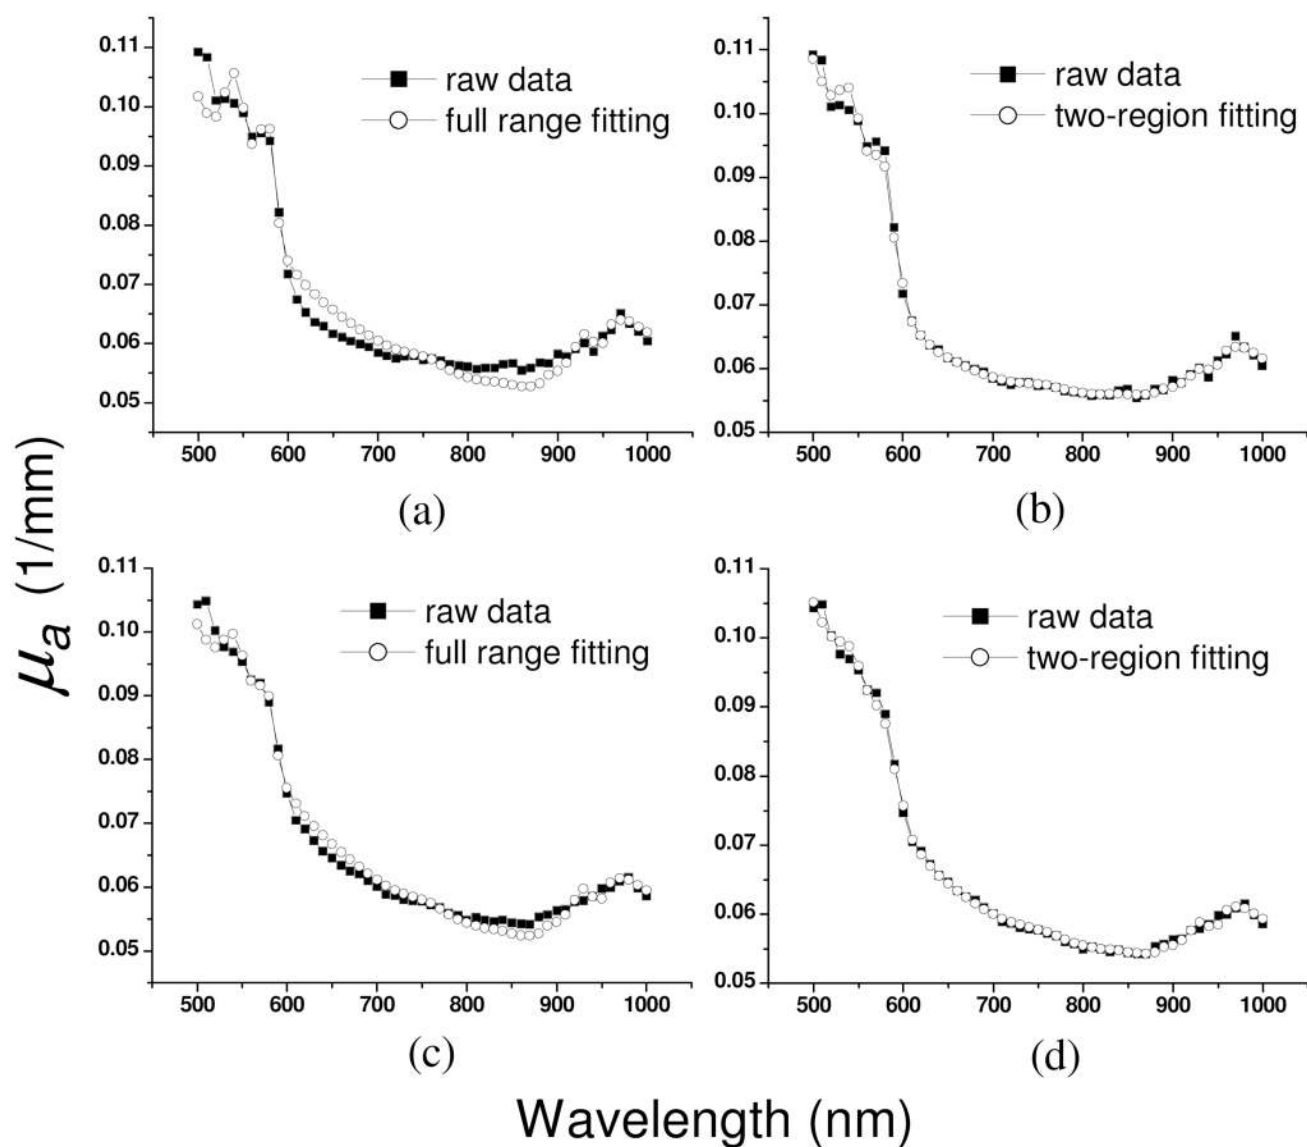 0.11
0.10
0.09
0.08
0.07
0.06
0.05
raw data
full range fitting
500 600 700 800 900 1000
(a)
0.11
0.10
0.09
0.08
0.07
0.06
0.05
raw data
two-region fitting
500 600 700 800 900 1000
(b)
μa (1/mm)
0.11
0.10
0.09
0.08
0.07
0.06
0.05
raw data
full range fitting
500 600 700 800 900 1000
(c)
0.11
0.10
0.09
0.08
0.07
0.06
0.05
raw data
two-region fitting
500 600 700 800 900 1000
(d)
Wavelength (nm)